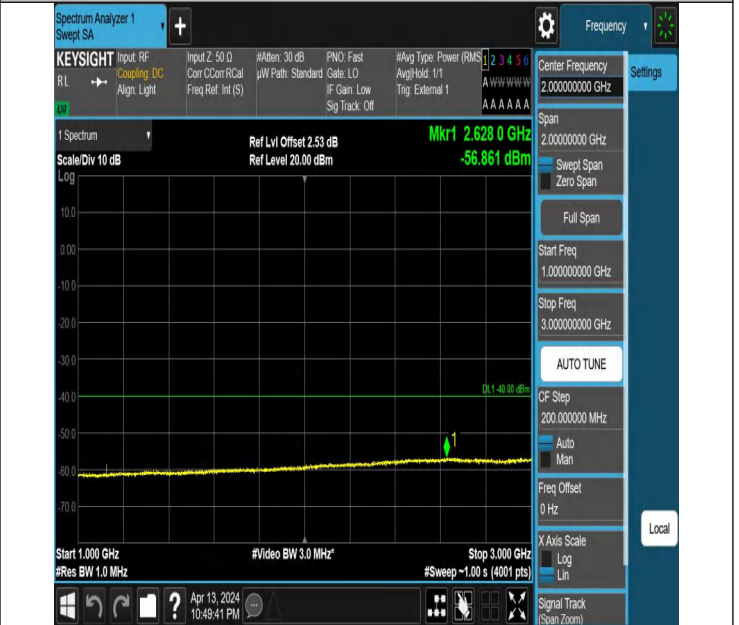 Spectrum Analyzer 1
Swept SA
+
Frequency
KEYSIGHT
RL
Input: RF
Coupling: DC
Align: Light
Input Z: 50 Ω
Corr CCorr RCal
Freq Ref: Int (S)
#Atten: 30 dB
µW Path: Standard
PNO: Fast
Gate: LO
IF Gain: Low
Sig Track: Off
#Avg Type: Power (RMS
Avg|Hold: 1/1
Trig: External 1
1 2 3 4 5 6
A W W W W W
A A A A A A
1 Spectrum
Scale/Div 10 dB
Log
Ref Lvl Offset 2.53 dB
Ref Level 20.00 dBm
Mkr1 2.628 0 GHz
-56.861 dBm
10.0
0.00
-10.0
-20.0
-30.0
-40.0
-50.0
-60.0
-70.0
DL1 -40.00 dBm
1
Start 1.000 GHz
#Res BW 1.0 MHz
#Video BW 3.0 MHz*
Stop 3.000 GHz
#Sweep ~1.00 s (4001 pts)
Center Frequency
2.000000000 GHz
Settings
Span
2.00000000 GHz
Swept Span
Zero Span
Full Span
Start Freq
1.000000000 GHz
Stop Freq
3.000000000 GHz
AUTO TUNE
CF Step
200.000000 MHz
Auto
Man
Freq Offset
0 Hz
X Axis Scale
Log
Lin
Local
Signal Track
(Span Zoom)
?
Apr 13, 2024
10:49:41 PM